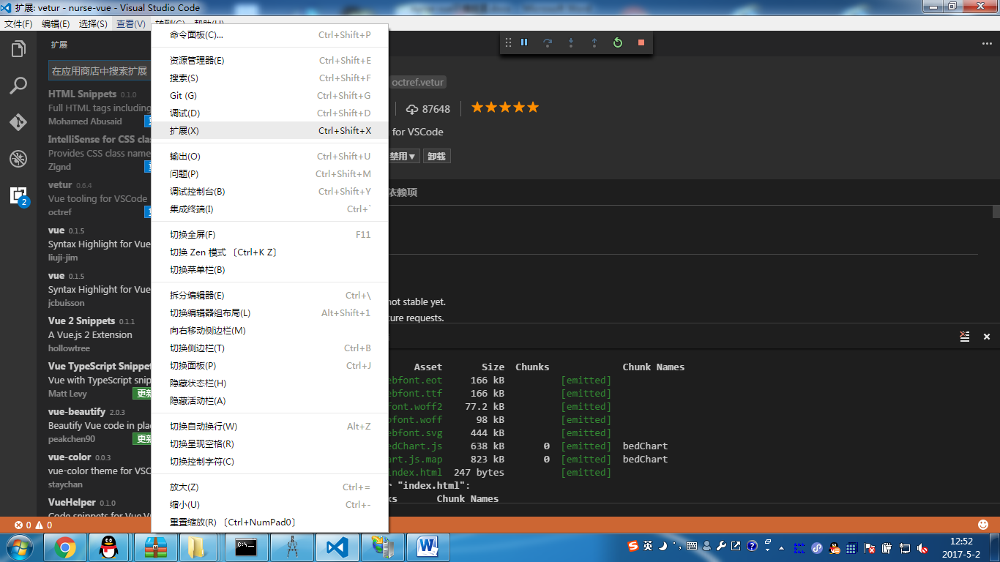 扩展: vetur - nurse-vue - Visual Studio Code
文件(F) 编辑(E) 选择(S) 查看(V) 转到(G) 帮助(H)
扩展
在应用商店中搜索扩展
HTML Snippets 0.1.0
Full HTML tags including
Mohamed Abusaid
IntelliSense for CSS clas
Provides CSS class name
Zignd
vetur 0.6.4
Vue tooling for VSCode
octref
vue 0.1.5
Syntax Highlight for Vue
liuji-jim
vue 0.1.5
Syntax Highlight for Vue
jcbuisson
Vue 2 Snippets 0.1.1
A Vue.js 2 Extension
hollowtree
Vue TypeScript Snippet
Vue with TypeScript snip
Matt Levy 更新
vue-beautify 2.0.3
Beautify Vue code in plac
peakchen90 更新
vue-color 0.0.3
vue-color theme for VSC
staychan
VueHelper 0.1.0
Code snippets for Vue V
命令面板(C)... Ctrl+Shift+P
资源管理器(E) Ctrl+Shift+E
搜索(S) Ctrl+Shift+F
Git (G) Ctrl+Shift+G
调试(D) Ctrl+Shift+D
扩展(X) Ctrl+Shift+X
输出(O) Ctrl+Shift+U
问题(P) Ctrl+Shift+M
调试控制台(B) Ctrl+Shift+Y
集成终端(I) Ctrl+`
切换全屏(F) F11
切换 Zen 模式 〔Ctrl+K Z〕
切换菜单栏(B)
拆分编辑器(E) Ctrl+\
切换编辑器组布局(L) Alt+Shift+1
向右移动侧边栏(M)
切换侧边栏(T) Ctrl+B
切换面板(P) Ctrl+J
隐藏状态栏(H)
隐藏活动栏(A)
切换自动换行(W) Alt+Z
切换呈现空格(R)
切换控制字符(C)
放大(Z) Ctrl+=
缩小(U) Ctrl+-
重置缩放(R) 〔Ctrl+NumPad0〕
octref.vetur
87648
for VSCode
禁用▼ 卸载
依赖项
not stable yet.
ture requests.
Asset Size Chunks Chunk Names
ebfont.eot 166 kB [emitted]
ebfont.ttf 166 kB [emitted]
font.woff2 77.2 kB [emitted]
bfont.woff 98 kB [emitted]
ebfont.svg 444 kB [emitted]
edChart.js 638 kB 0 [emitted] bedChart
art.js.map 823 kB 0 [emitted] bedChart
index.html 247 bytes [emitted]
r "index.html":
ks Chunk Names
2
0 0
英
12:52
2017-5-2